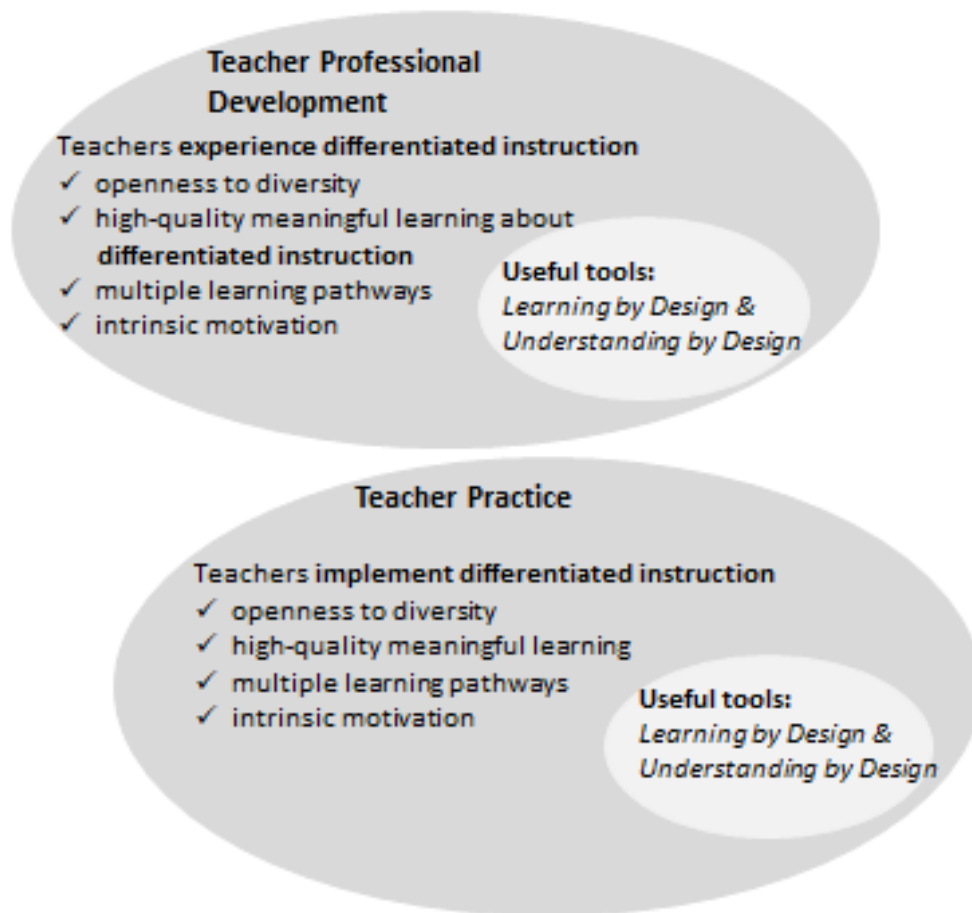 Teacher Professional
Development
Teachers experience differentiated instruction
✓ openness to diversity
✓ high-quality meaningful learning about
differentiated instruction
✓ multiple learning pathways
✓ intrinsic motivation
Useful tools:
Learning by Design &
Understanding by Design
Teacher Practice
Teachers implement differentiated instruction
✓ openness to diversity
✓ high-quality meaningful learning
✓ multiple learning pathways
✓ intrinsic motivation
Useful tools:
Learning by Design &
Understanding by Design